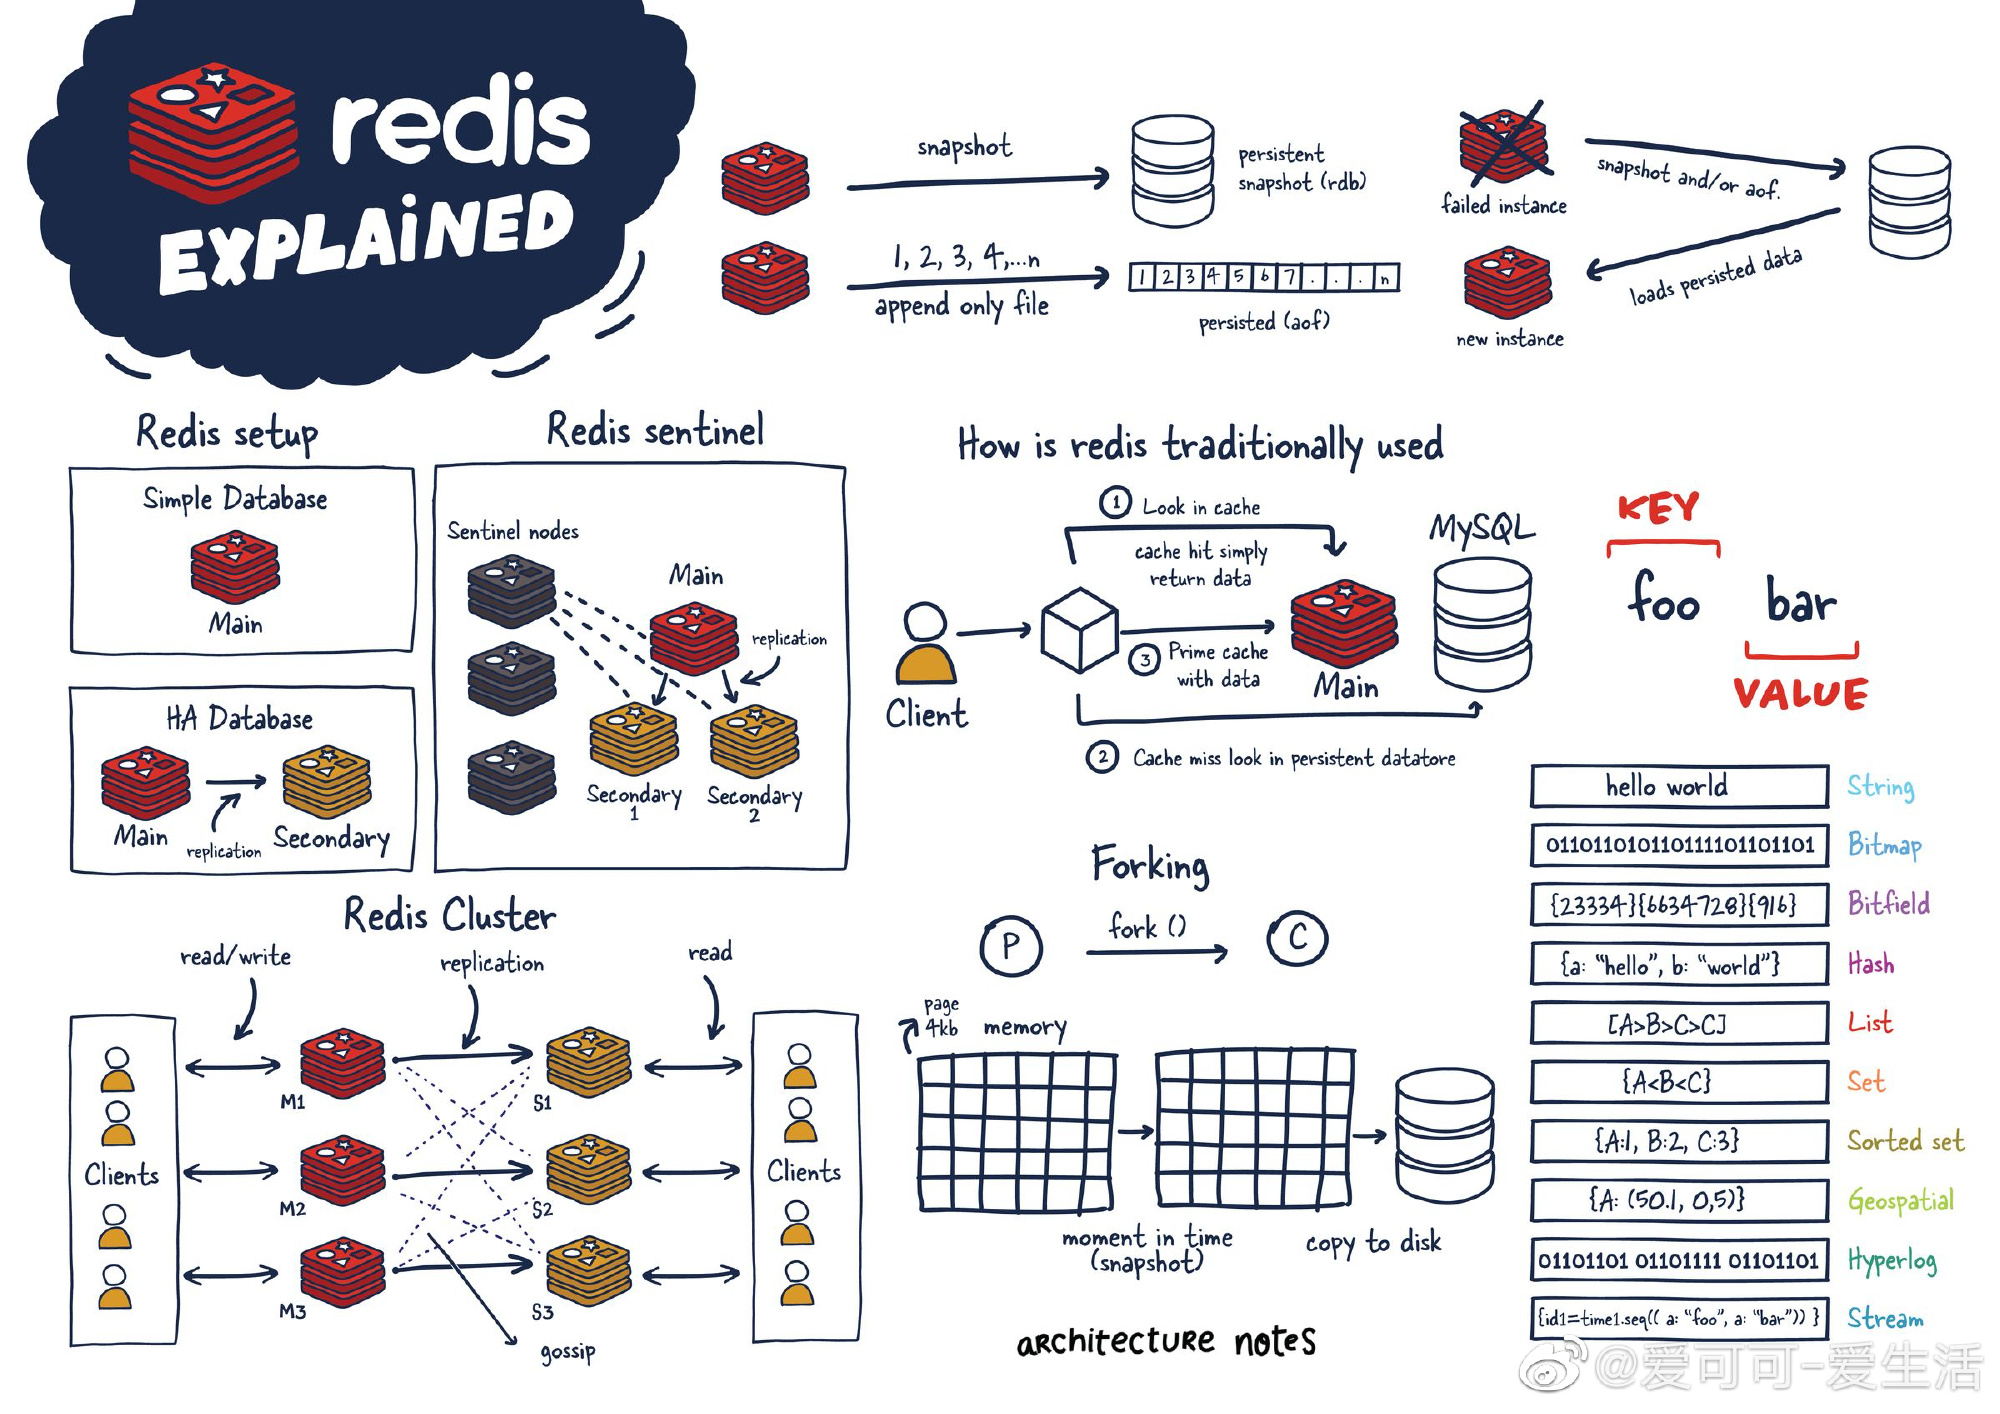 redis
EXPLAINED
snapshot
persistent
snapshot (rdb)
1, 2, 3, 4,...n
append only file
1 2 3 4 5 6 7 . . . n
persisted (aof)
failed instance
snapshot and/or aof.
loads persisted data
new instance
Redis setup
Simple Database
Main
HA Database
Main
replication
Secondary
Redis sentinel
Sentinel nodes
Main
replication
Secondary
1
Secondary
2
How is redis traditionally used
1 Look in cache
cache hit simply
return data
MySQL
Client
3 Prime cache
with data
Main
2 Cache miss look in persistent datatore
KEY
foo bar
VALUE
hello world String
01101101011011101101101 Bitmap
{23334}{6634728}{916} Bitfield
{a: "hello", b: "world"} Hash
[A>B>C>C] List
{A<B<C} Set
{A:1, B:2, C:3} Sorted set
{A: (50.1, 0,5)} Geospatial
01101101 01101111 01101101 Hyperlog
{id1=time1.seq(( a: "foo", a: "bar")) } Stream
Redis Cluster
read/write
replication
read
Clients
M1
S1
M2
S2
M3
S3
Clients
gossip
Forking
P
fork ()
C
page
4kb
memory
moment in time
(snapshot)
copy to disk
architecture notes
@爱可可-爱生活